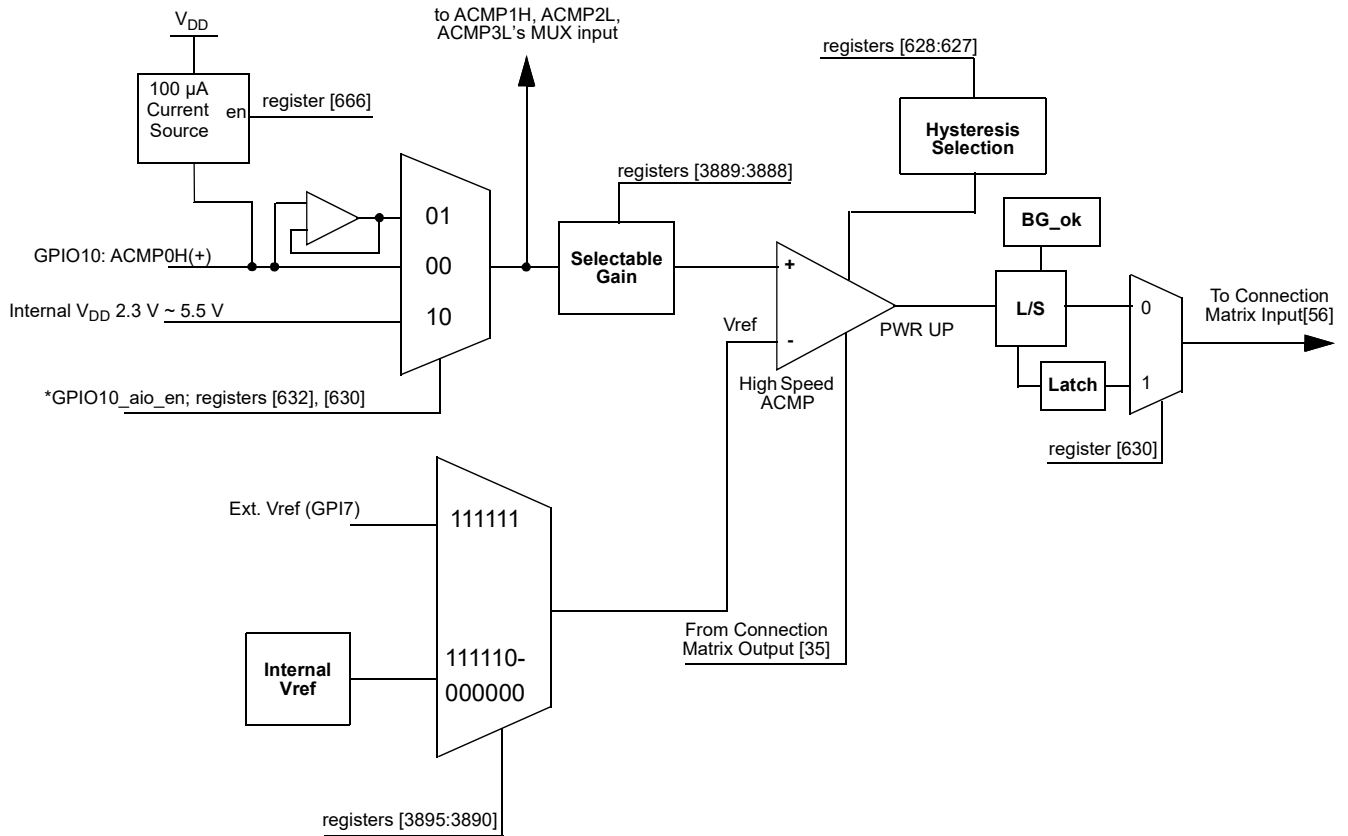 to ACMP1H, ACMP2L,
ACMP3L's MUX input
VDD
registers [628:627]
100 µA
Current
Source
en
register [666]
Hysteresis
Selection
registers [3889:3888]
01
BG_ok
Selectable
Gain
GPIO10: ACMP0H(+)
00
+
Internal VDD 2.3 V ~ 5.5 V
10
L/S
0
To Connection
Matrix Input[56]
Vref
-
PWR UP
High Speed
ACMP
Latch
1
*GPIO10_aio_en; registers [632], [630]
register [630]
Ext. Vref (GPI7)
111111
From Connection
Matrix Output [35]
Internal
Vref
111110-
000000
registers [3895:3890]